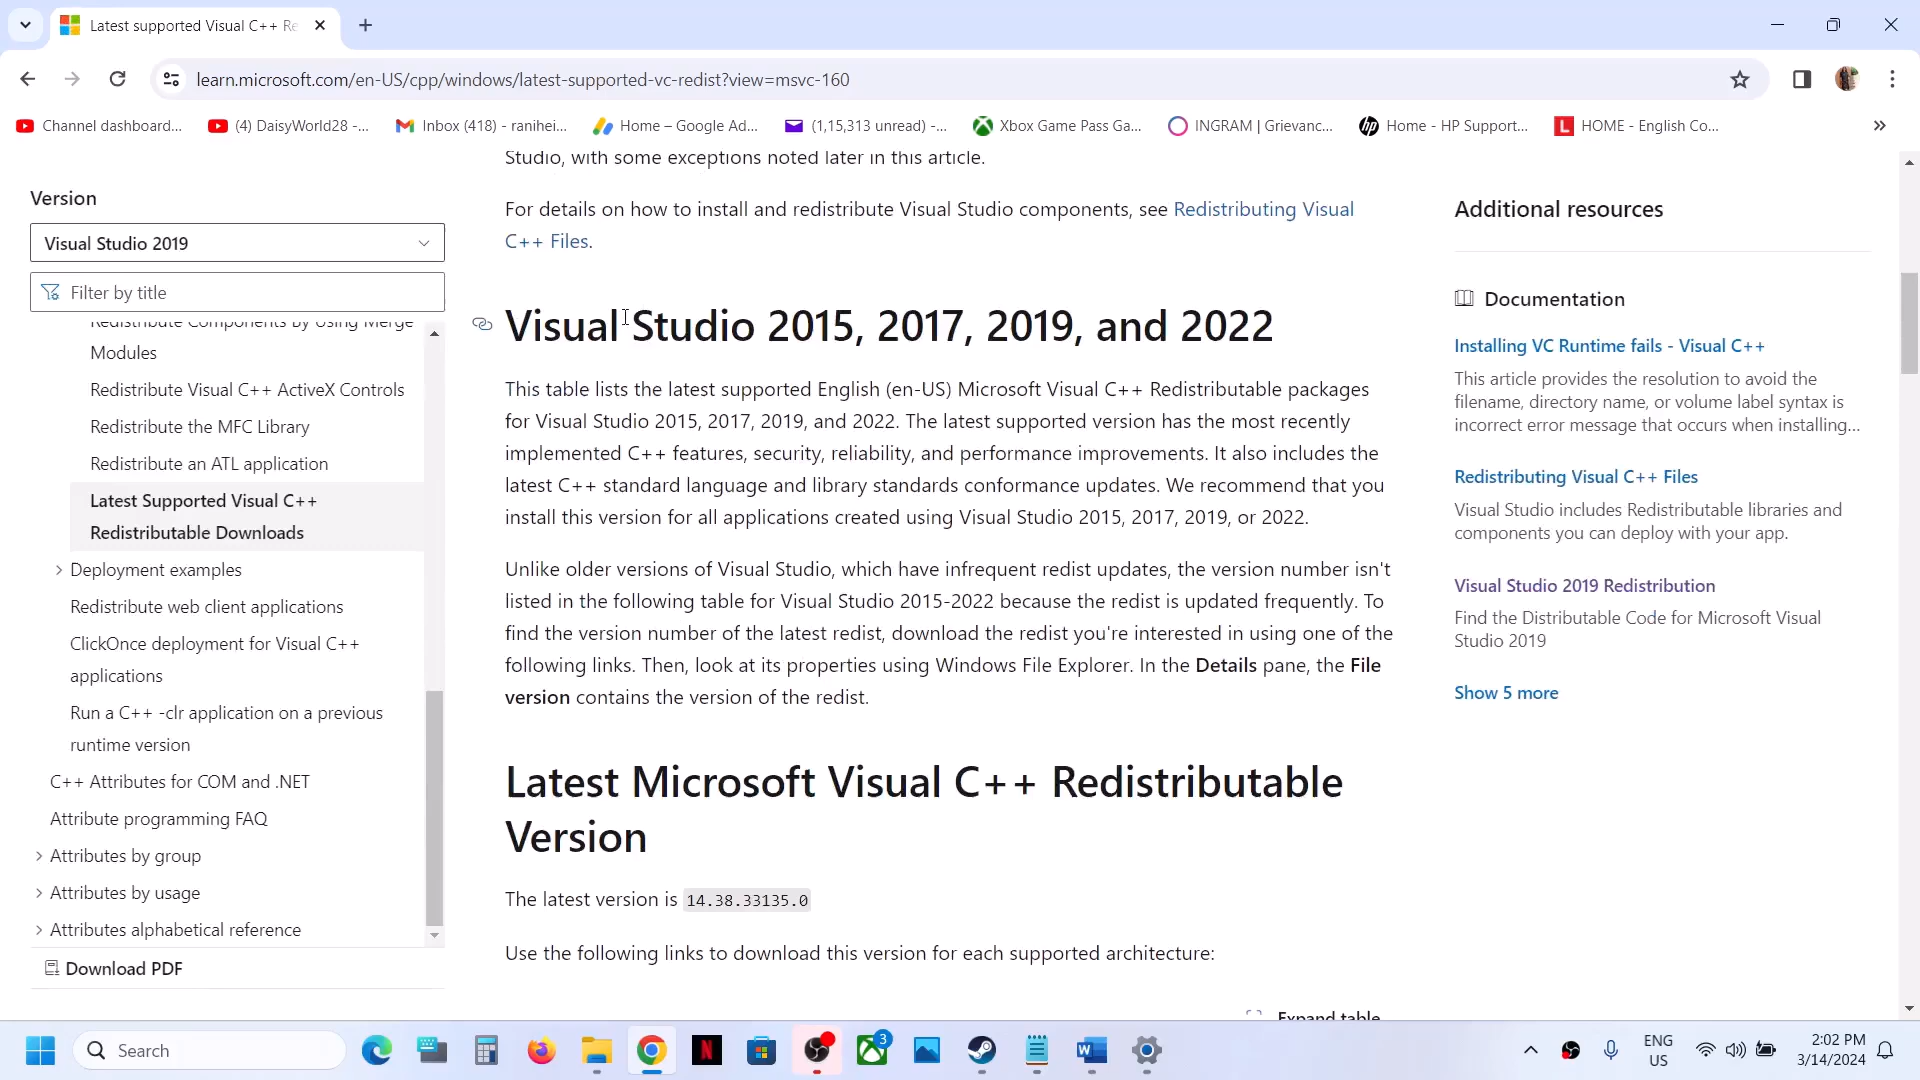 Latest supported Visual C++ Re
learn.microsoft.com/en-US/cpp/windows/latest-supported-vc-redist?view=msvc-160
Channel dashboard...
(4) DaisyWorld28 -...
Inbox (418) - ranihei...
Home – Google Ad...
(1,15,313 unread) -...
Xbox Game Pass Ga...
INGRAM | Grievanc...
Home - HP Support...
HOME - English Co...
Version
Visual Studio 2019
Filter by title
Redistribute Components By Using Merge
Modules
Redistribute Visual C++ ActiveX Controls
Redistribute the MFC Library
Redistribute an ATL application
Latest Supported Visual C++
Redistributable Downloads
Deployment examples
Redistribute web client applications
ClickOnce deployment for Visual C++
applications
Run a C++ -clr application on a previous
runtime version
C++ Attributes for COM and .NET
Attribute programming FAQ
Attributes by group
Attributes by usage
Attributes alphabetical reference
Download PDF
Studio, with some exceptions noted later in this article.
For details on how to install and redistribute Visual Studio components, see Redistributing Visual
C++ Files.
Visual Studio 2015, 2017, 2019, and 2022
This table lists the latest supported English (en-US) Microsoft Visual C++ Redistributable packages
for Visual Studio 2015, 2017, 2019, and 2022. The latest supported version has the most recently
implemented C++ features, security, reliability, and performance improvements. It also includes the
latest C++ standard language and library standards conformance updates. We recommend that you
install this version for all applications created using Visual Studio 2015, 2017, 2019, or 2022.
Unlike older versions of Visual Studio, which have infrequent redist updates, the version number isn't
listed in the following table for Visual Studio 2015-2022 because the redist is updated frequently. To
find the version number of the latest redist, download the redist you're interested in using one of the
following links. Then, look at its properties using Windows File Explorer. In the Details pane, the File
version contains the version of the redist.
Latest Microsoft Visual C++ Redistributable
Version
The latest version is 14.38.33135.0
Use the following links to download this version for each supported architecture:
Expand table
Additional resources
Documentation
Installing VC Runtime fails - Visual C++
This article provides the resolution to avoid the
filename, directory name, or volume label syntax is
incorrect error message that occurs when installing...
Redistributing Visual C++ Files
Visual Studio includes Redistributable libraries and
components you can deploy with your app.
Visual Studio 2019 Redistribution
Find the Distributable Code for Microsoft Visual
Studio 2019
Show 5 more
Search
3
ENG
US
2:02 PM
3/14/2024